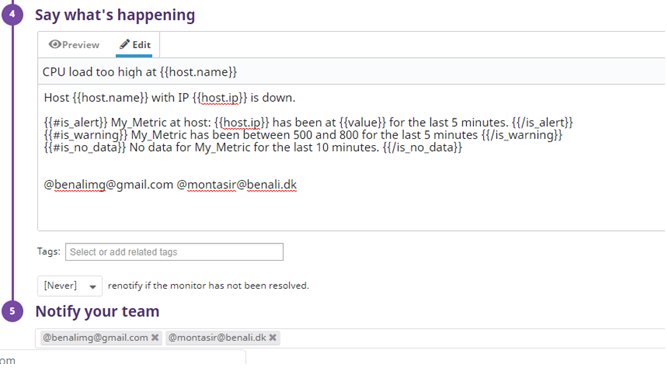 4 Say what's happening
Preview Edit
CPU load too high at {{host.name}}
Host {{host.name}} with IP {{host.ip}} is down.
{{#is_alert}} My_Metric at host: {{host.ip}} has been at {{value}} for the last 5 minutes. {{/is_alert}}
{{#is_warning}} My_Metric has been between 500 and 800 for the last 5 minutes {{/is_warning}}
{{#is_no_data}} No data for My_Metric for the last 10 minutes. {{/is_no_data}}
@benalimg@gmail.com @montasir@benali.dk
Tags: Select or add related tags
[Never] renotify if the monitor has not been resolved.
5 Notify your team
@benalimg@gmail.com ✖ @montasir@benali.dk ✖
om